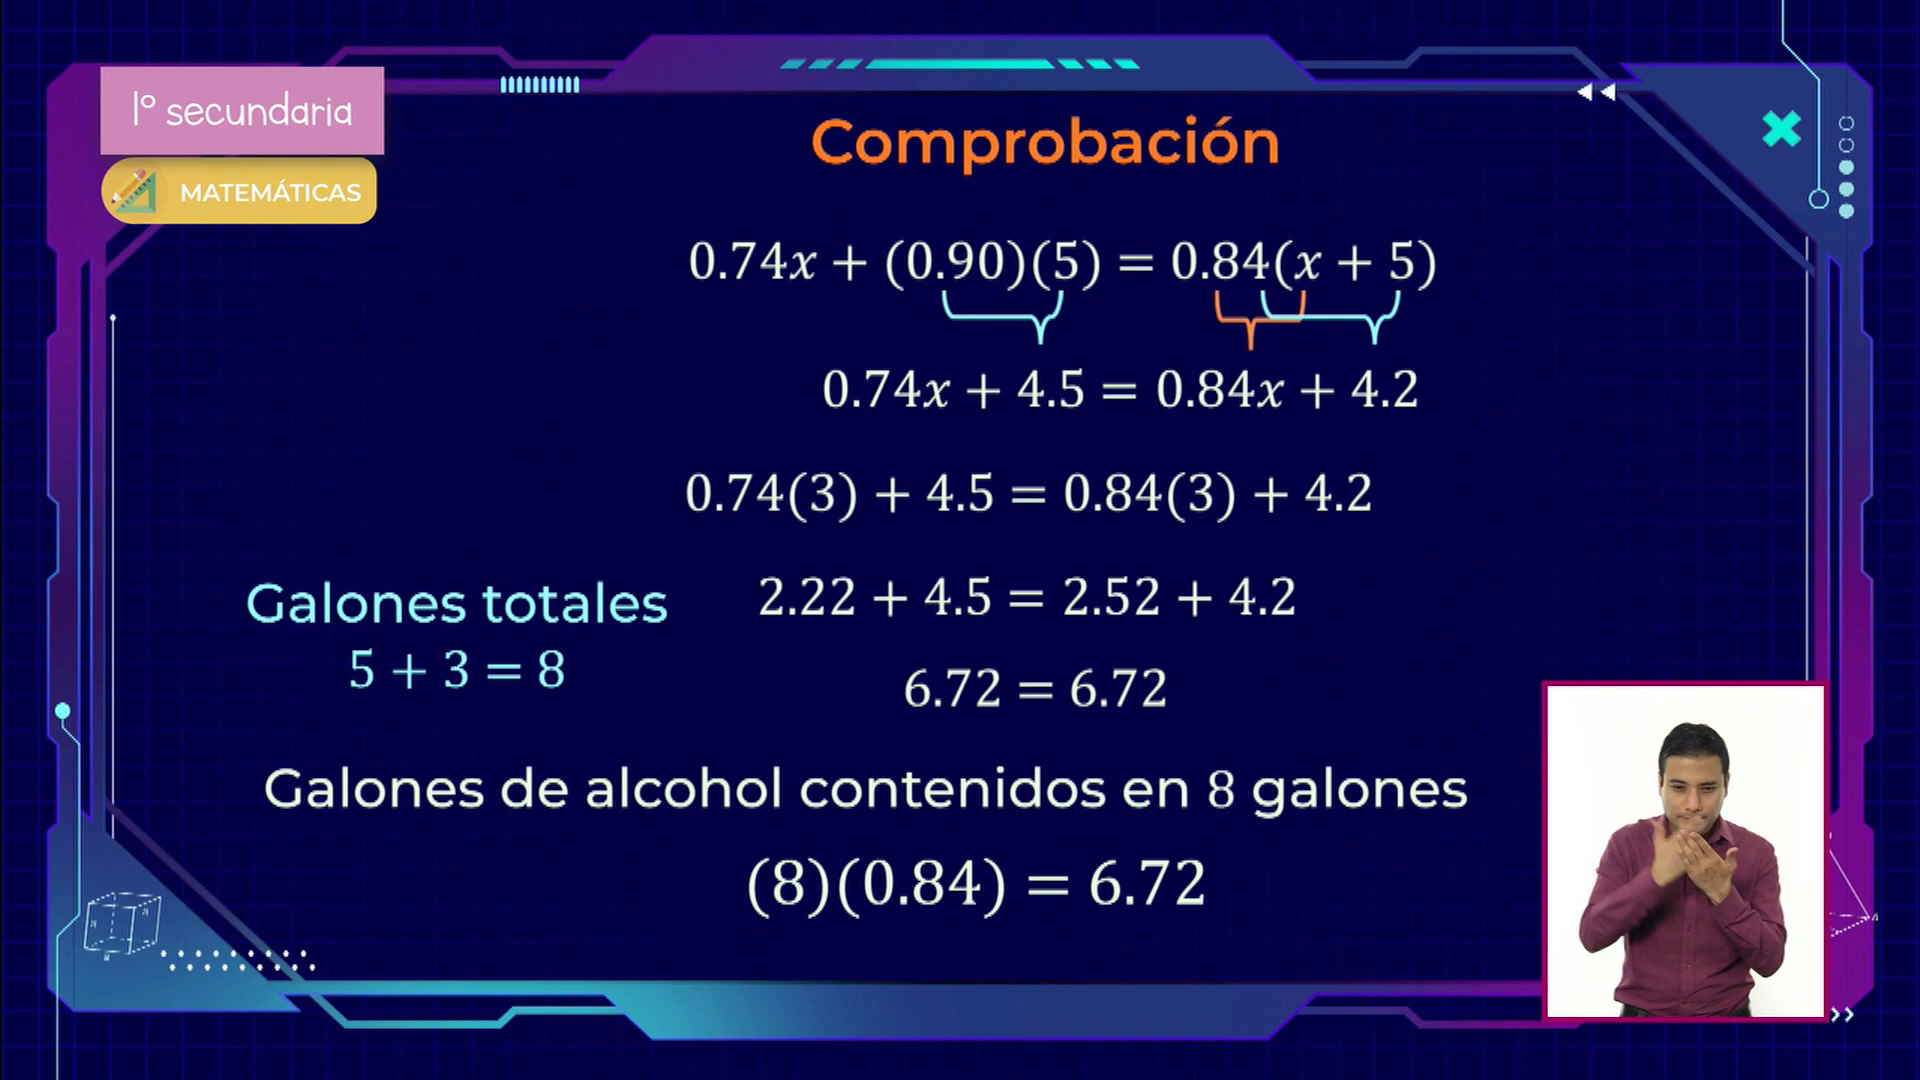 1° secundaria
MATEMÁTICAS
Comprobación
0.74x + (0.90)(5) = 0.84(x + 5)
0.74x + 4.5 = 0.84x + 4.2
0.74(3) + 4.5 = 0.84(3) + 4.2
Galones totales
5 + 3 = 8
2.22 + 4.5 = 2.52 + 4.2
6.72 = 6.72
Galones de alcohol contenidos en 8 galones
(8)(0.84) = 6.72